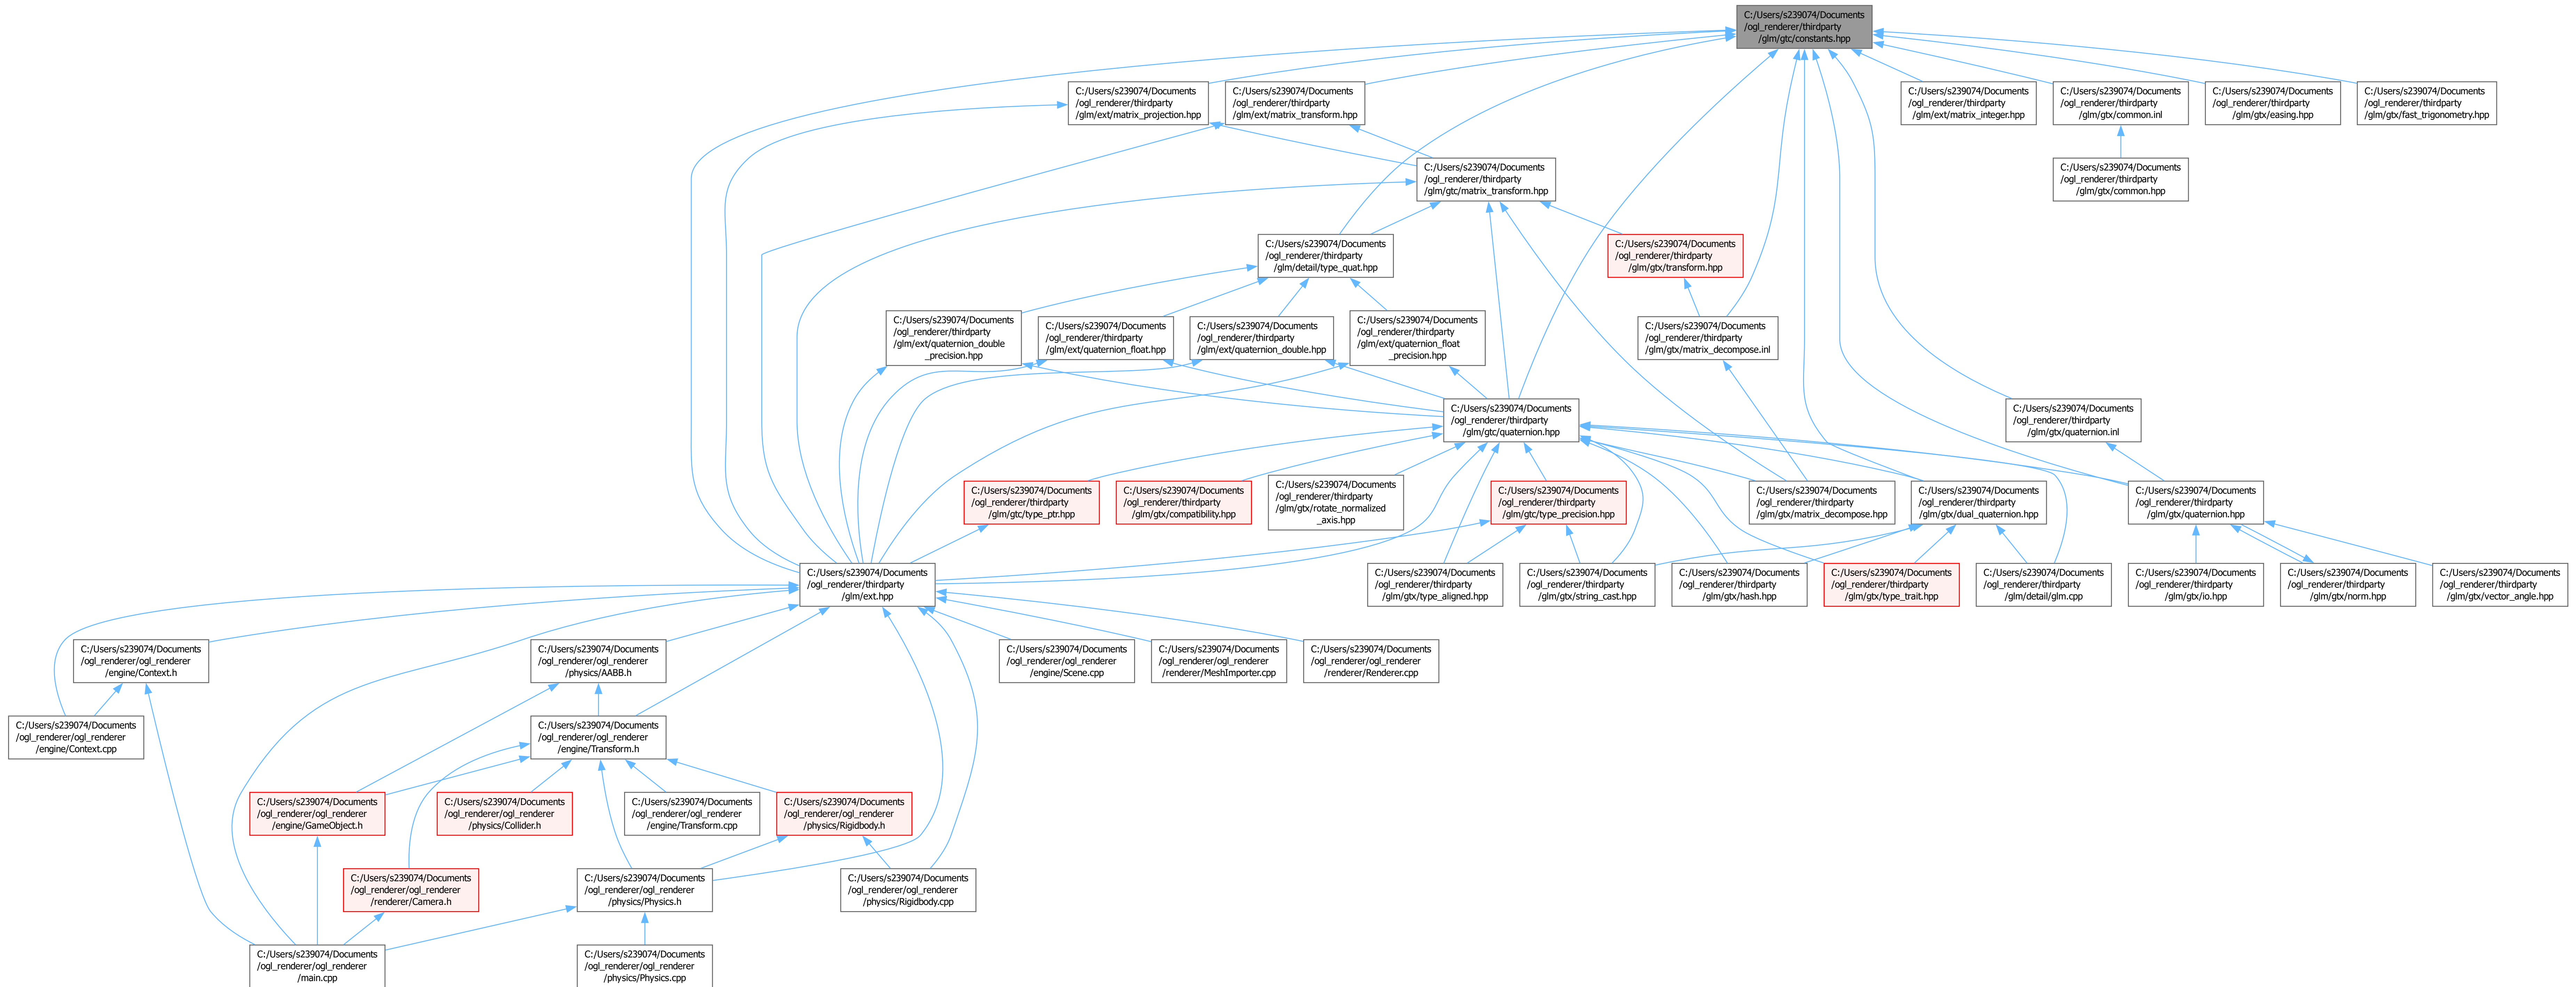 C:/Users/s239074/Documents
/ogl_renderer/thirdparty
/glm/gtc/constants.hpp
C:/Users/s239074/Documents
/ogl_renderer/thirdparty
/glm/ext/matrix_projection.hpp
C:/Users/s239074/Documents
/ogl_renderer/thirdparty
/glm/ext/matrix_transform.hpp
C:/Users/s239074/Documents
/ogl_renderer/thirdparty
/glm/ext/matrix_integer.hpp
C:/Users/s239074/Documents
/ogl_renderer/thirdparty
/glm/gtx/common.inl
C:/Users/s239074/Documents
/ogl_renderer/thirdparty
/glm/gtx/easing.hpp
C:/Users/s239074/Documents
/ogl_renderer/thirdparty
/glm/gtx/fast_trigonometry.hpp
C:/Users/s239074/Documents
/ogl_renderer/thirdparty
/glm/gtc/matrix_transform.hpp
C:/Users/s239074/Documents
/ogl_renderer/thirdparty
/glm/gtx/common.hpp
C:/Users/s239074/Documents
/ogl_renderer/thirdparty
/glm/detail/type_quat.hpp
C:/Users/s239074/Documents
/ogl_renderer/thirdparty
/glm/gtx/transform.hpp
C:/Users/s239074/Documents
/ogl_renderer/thirdparty
/glm/ext/quaternion_double
_precision.hpp
C:/Users/s239074/Documents
/ogl_renderer/thirdparty
/glm/ext/quaternion_float.hpp
C:/Users/s239074/Documents
/ogl_renderer/thirdparty
/glm/ext/quaternion_double.hpp
C:/Users/s239074/Documents
/ogl_renderer/thirdparty
/glm/ext/quaternion_float
_precision.hpp
C:/Users/s239074/Documents
/ogl_renderer/thirdparty
/glm/gtx/matrix_decompose.inl
C:/Users/s239074/Documents
/ogl_renderer/thirdparty
/glm/gtc/quaternion.hpp
C:/Users/s239074/Documents
/ogl_renderer/thirdparty
/glm/gtx/quaternion.inl
C:/Users/s239074/Documents
/ogl_renderer/thirdparty
/glm/gtc/type_ptr.hpp
C:/Users/s239074/Documents
/ogl_renderer/thirdparty
/glm/gtx/compatibility.hpp
C:/Users/s239074/Documents
/ogl_renderer/thirdparty
/glm/gtx/rotate_normalized
_axis.hpp
C:/Users/s239074/Documents
/ogl_renderer/thirdparty
/glm/gtc/type_precision.hpp
C:/Users/s239074/Documents
/ogl_renderer/thirdparty
/glm/gtx/matrix_decompose.hpp
C:/Users/s239074/Documents
/ogl_renderer/thirdparty
/glm/gtx/dual_quaternion.hpp
C:/Users/s239074/Documents
/ogl_renderer/thirdparty
/glm/gtx/quaternion.hpp
C:/Users/s239074/Documents
/ogl_renderer/thirdparty
/glm/ext.hpp
C:/Users/s239074/Documents
/ogl_renderer/thirdparty
/glm/gtx/type_aligned.hpp
C:/Users/s239074/Documents
/ogl_renderer/thirdparty
/glm/gtx/string_cast.hpp
C:/Users/s239074/Documents
/ogl_renderer/thirdparty
/glm/gtx/hash.hpp
C:/Users/s239074/Documents
/ogl_renderer/thirdparty
/glm/gtx/type_trait.hpp
C:/Users/s239074/Documents
/ogl_renderer/thirdparty
/glm/detail/glm.cpp
C:/Users/s239074/Documents
/ogl_renderer/thirdparty
/glm/gtx/io.hpp
C:/Users/s239074/Documents
/ogl_renderer/thirdparty
/glm/gtx/norm.hpp
C:/Users/s239074/Documents
/ogl_renderer/thirdparty
/glm/gtx/vector_angle.hpp
C:/Users/s239074/Documents
/ogl_renderer/ogl_renderer
/engine/Context.h
C:/Users/s239074/Documents
/ogl_renderer/ogl_renderer
/physics/AABB.h
C:/Users/s239074/Documents
/ogl_renderer/ogl_renderer
/engine/Scene.cpp
C:/Users/s239074/Documents
/ogl_renderer/ogl_renderer
/renderer/MeshImporter.cpp
C:/Users/s239074/Documents
/ogl_renderer/ogl_renderer
/renderer/Renderer.cpp
C:/Users/s239074/Documents
/ogl_renderer/ogl_renderer
/engine/Context.cpp
C:/Users/s239074/Documents
/ogl_renderer/ogl_renderer
/engine/Transform.h
C:/Users/s239074/Documents
/ogl_renderer/ogl_renderer
/engine/GameObject.h
C:/Users/s239074/Documents
/ogl_renderer/ogl_renderer
/physics/Collider.h
C:/Users/s239074/Documents
/ogl_renderer/ogl_renderer
/engine/Transform.cpp
C:/Users/s239074/Documents
/ogl_renderer/ogl_renderer
/physics/Rigidbody.h
C:/Users/s239074/Documents
/ogl_renderer/ogl_renderer
/renderer/Camera.h
C:/Users/s239074/Documents
/ogl_renderer/ogl_renderer
/physics/Physics.h
C:/Users/s239074/Documents
/ogl_renderer/ogl_renderer
/physics/Rigidbody.cpp
C:/Users/s239074/Documents
/ogl_renderer/ogl_renderer
/main.cpp
C:/Users/s239074/Documents
/ogl_renderer/ogl_renderer
/physics/Physics.cpp